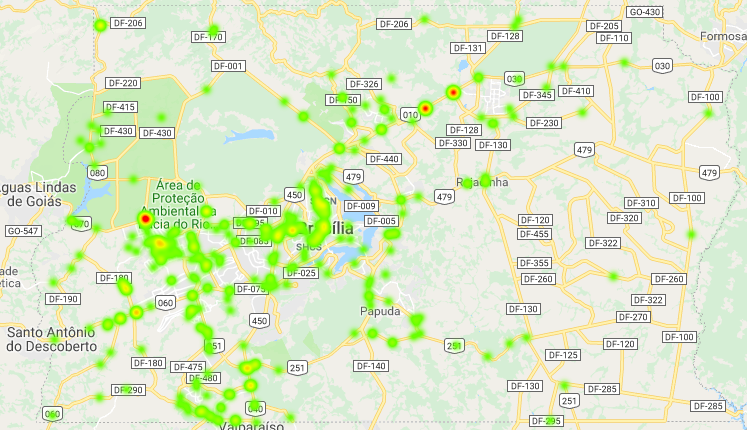 GO-430
DF-206
DF-206
DF-205
DF-170
DF-128
DF-110
Formosa
DF-131
DF-001
030
DF-220
DF-326
030
DF-345
DF-410
DF-100
DF-415
010
DF-230
DF-430
DF-430
DF-128
DF-330
DF-130
479
DF-440
080
479
479
Aguas Lindas
de Goiás
Área de
Proteção
Ambiental
450
479
DF-310
DF-100
DF-010
DF-009
DF-320
GO-547
DF-005
DF-120
DF-455
DF-322
SHCS
DF-355
DF-025
DF-180
DF-260
DF-260
DF-190
060
DF-322
DF-130
Papuda
DF-270
450
Santo Antônio
do Descoberto
DF-100
251
DF-120
DF-125
DF-180
DF-475
251
DF-140
DF-480
DF-290
DF-130
DF-285
251
DF-285
060
040
DF-295
Valparaíso